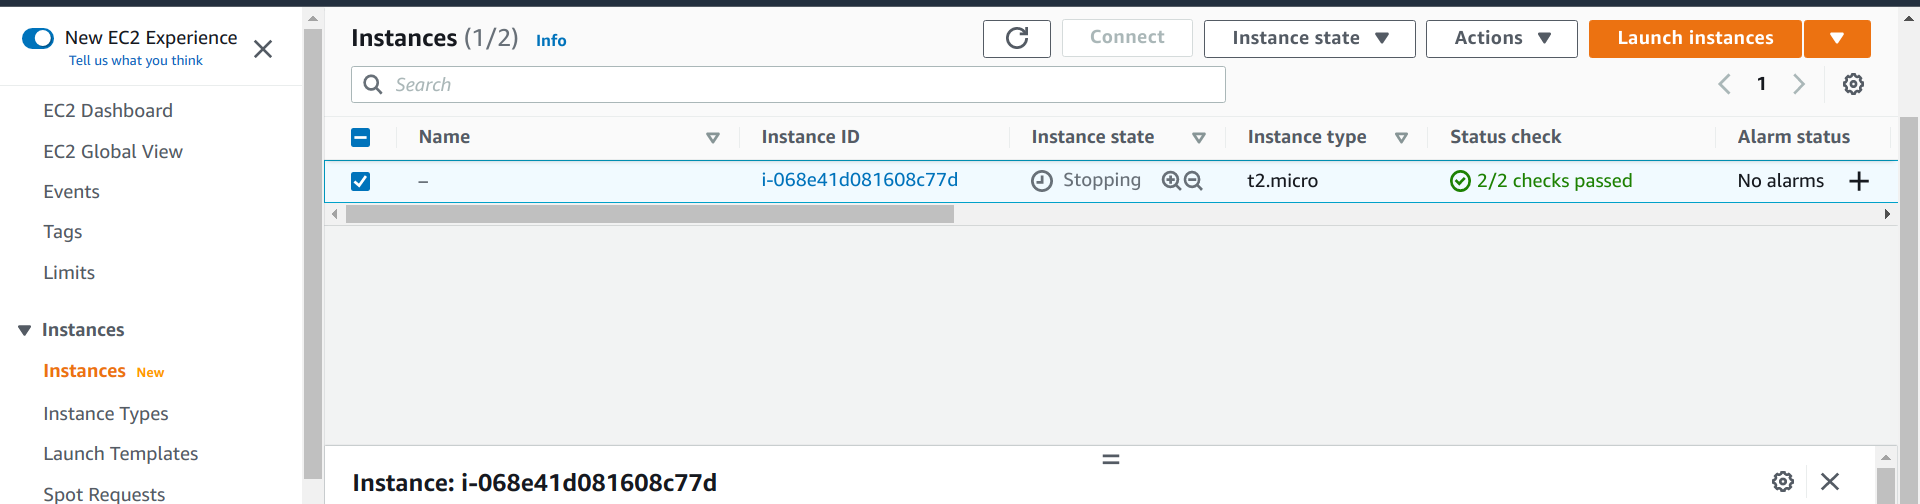 New EC2 Experience
Tell us what you think
EC2 Dashboard
EC2 Global View
Events
Tags
Limits
Instances
Instances New
Instance Types
Launch Templates
Spot Requests
Instances (1/2) Info
Connect
Instance state
Actions
Launch instances
Search
1
Name Instance ID Instance state Instance type Status check Alarm status
– i-068e41d081608c77d Stopping t2.micro 2/2 checks passed No alarms
Instance: i-068e41d081608c77d